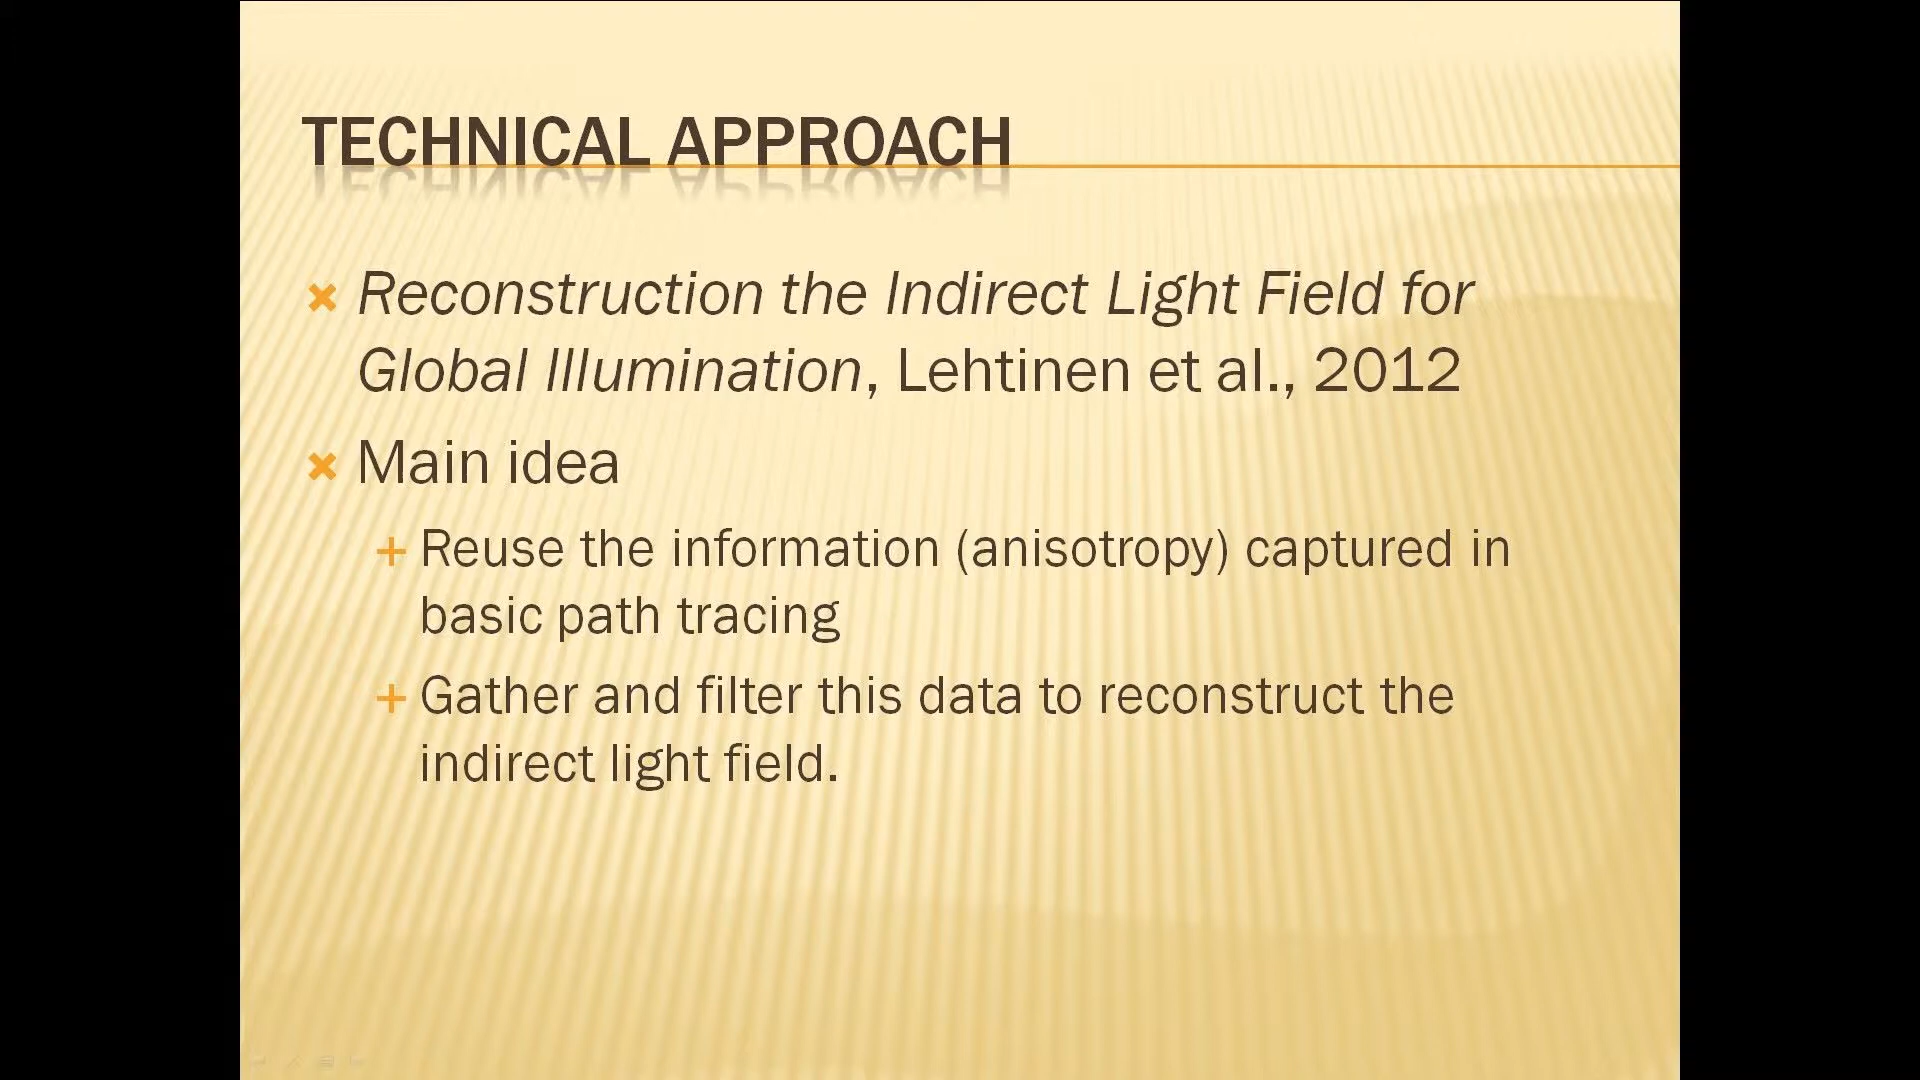 TECHNICAL APPROACH
Reconstruction the Indirect Light Field for
Global Illumination, Lehtinen et al., 2012
Main idea
Reuse the information (anisotropy) captured in
basic path tracing
Gather and filter this data to reconstruct the
indirect light field.